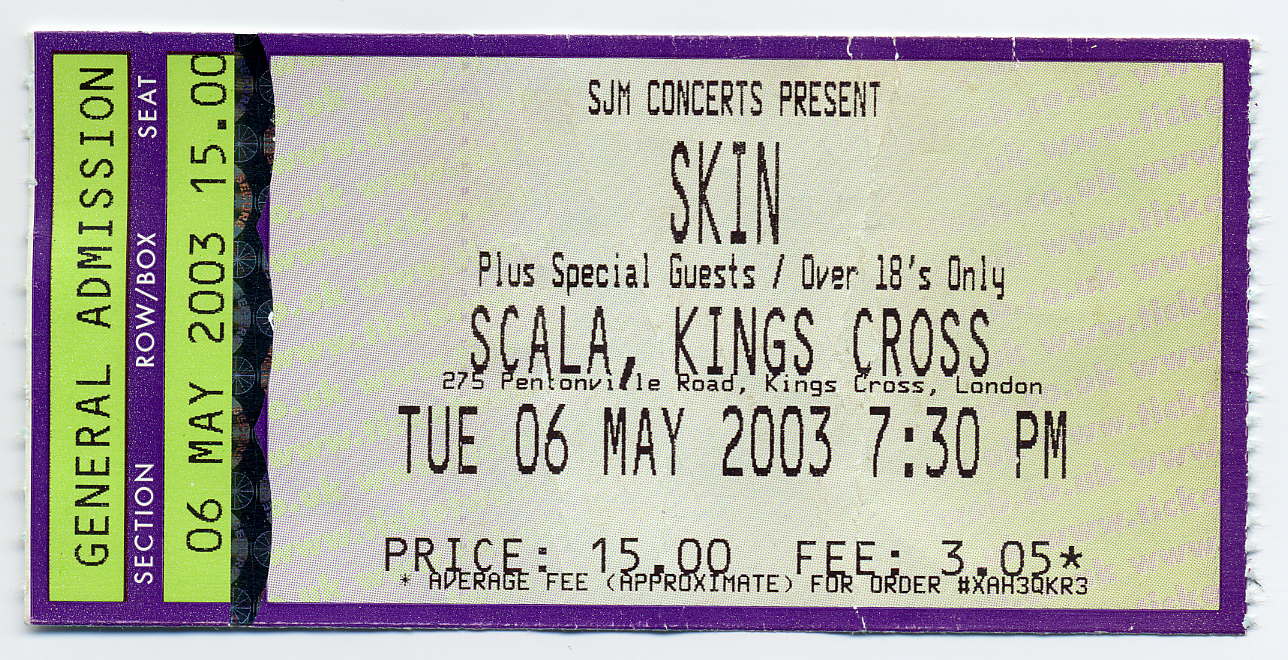 GENERAL ADMISSION
SECTION ROW/BOX SEAT
06 MAY 2003 15.00
SJM CONCERTS PRESENT
SKIN
Plus Special Guests / Over 18's Only
SCALA, KINGS CROSS
275 Pentonville Road, Kings Cross, London
TUE 06 MAY 2003 7:30 PM
PRICE: 15.00 FEE: 3.05*
* AVERAGE FEE (APPROXIMATE) FOR ORDER #XAH3QKR3